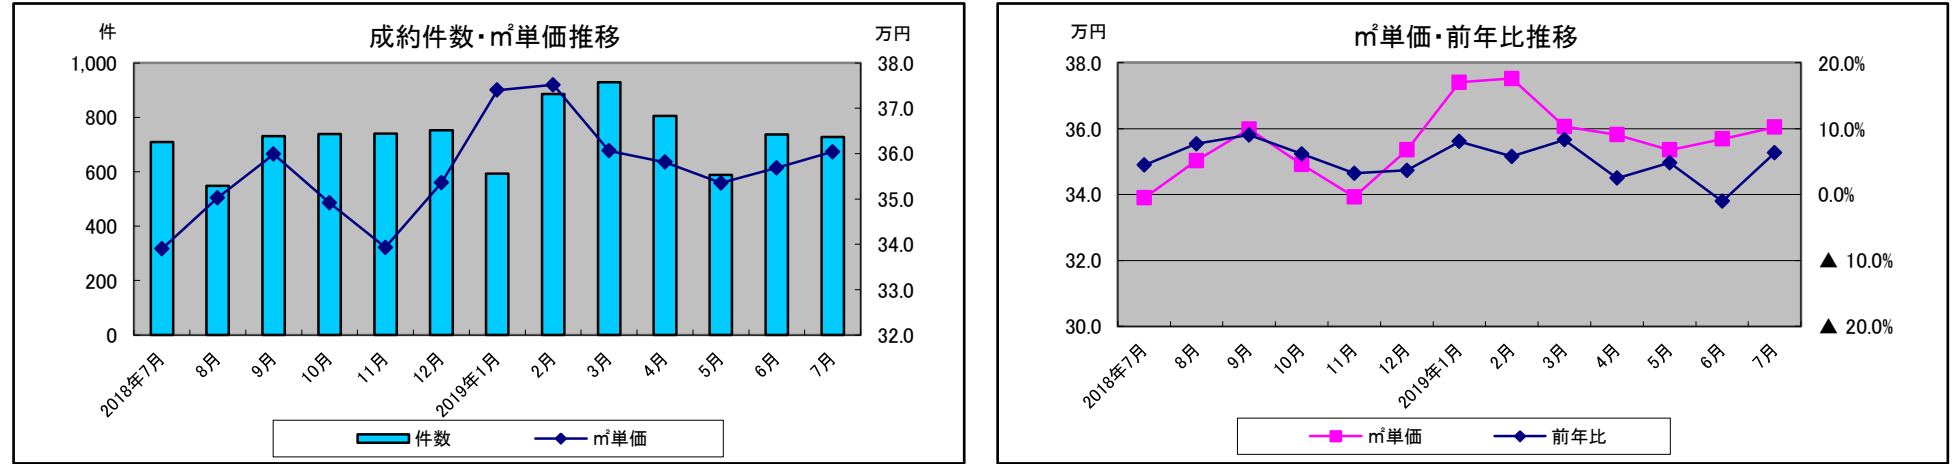 成約件数・㎡単価推移
件
万円
1,000
800
600
400
200
0
38.0
37.0
36.0
35.0
34.0
33.0
32.0
2018年7月
8月
9月
10月
11月
12月
2019年1月
2月
3月
4月
5月
6月
7月
件数
㎡単価
㎡単価・前年比推移
万円
38.0
36.0
34.0
32.0
30.0
20.0%
10.0%
0.0%
▲ 10.0%
▲ 20.0%
2018年7月
8月
9月
10月
11月
12月
2019年1月
2月
3月
4月
5月
6月
7月
㎡単価
前年比